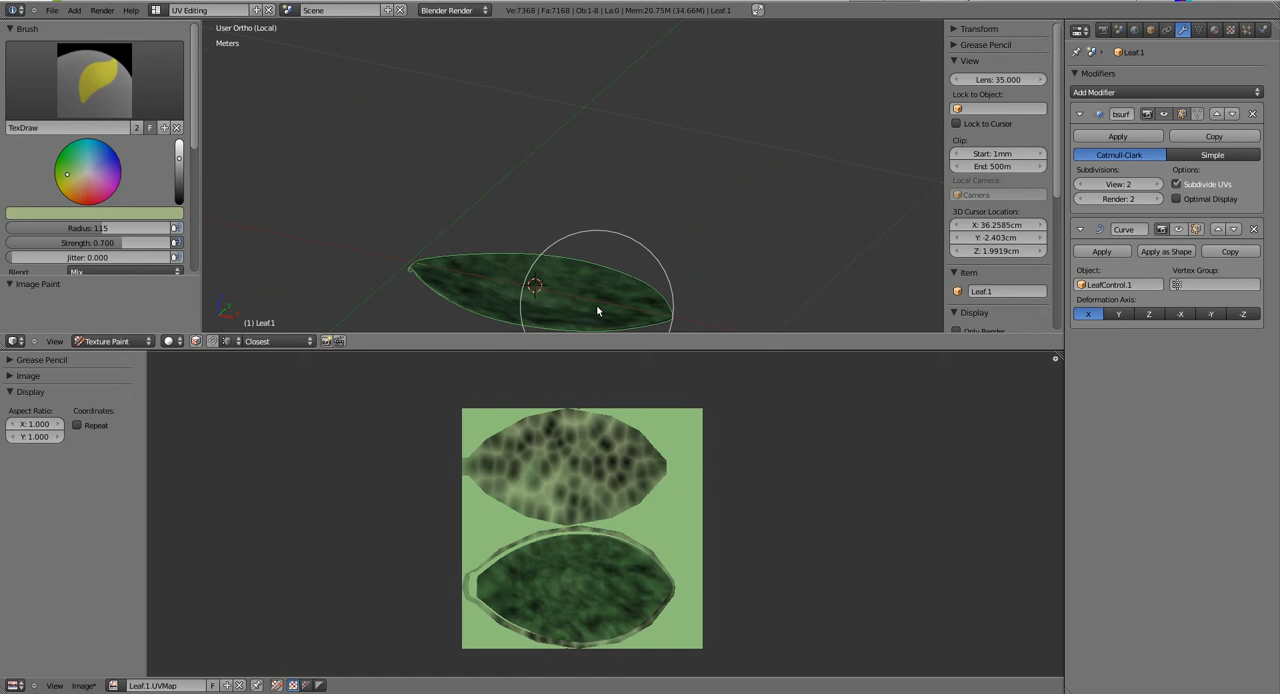 File Add Render Help UV Editing Scene Blender Render Ve:7368 | Fa:7168 | Ob:1-8 | La:0 | Mem:20.75M (34.66M) | Leaf.1
Brush
TexDraw 2 F
Radius: 115
Strength: 0.700
Jitter: 0.000
Blend: Mix
Image Paint
User Ortho (Local)
Meters
(1) Leaf.1
View Texture Paint Closest
Transform
Grease Pencil
View
Lens: 35.000
Lock to Object:
Lock to Cursor
Clip:
Start: 1mm
End: 500m
Local Camera:
Camera
3D Cursor Location:
X: 36.2585cm
Y: -2.403cm
Z: 1.9919cm
Item
Leaf.1
Display
Only Render
Leaf.1
Modifiers
Add Modifier
bsurf
Apply Copy
Catmull-Clark Simple
Subdivisions: Options:
View: 2 Subdivide UVs
Render: 2 Optimal Display
Curve
Apply Apply as Shape Copy
Object: Vertex Group:
LeafControl.1
Deformation Axis:
X Y Z -X -Y -Z
Grease Pencil
Image
Display
Aspect Ratio: Coordinates:
X: 1.000 Repeat
Y: 1.000
View Image* Leaf.1.UVMap F